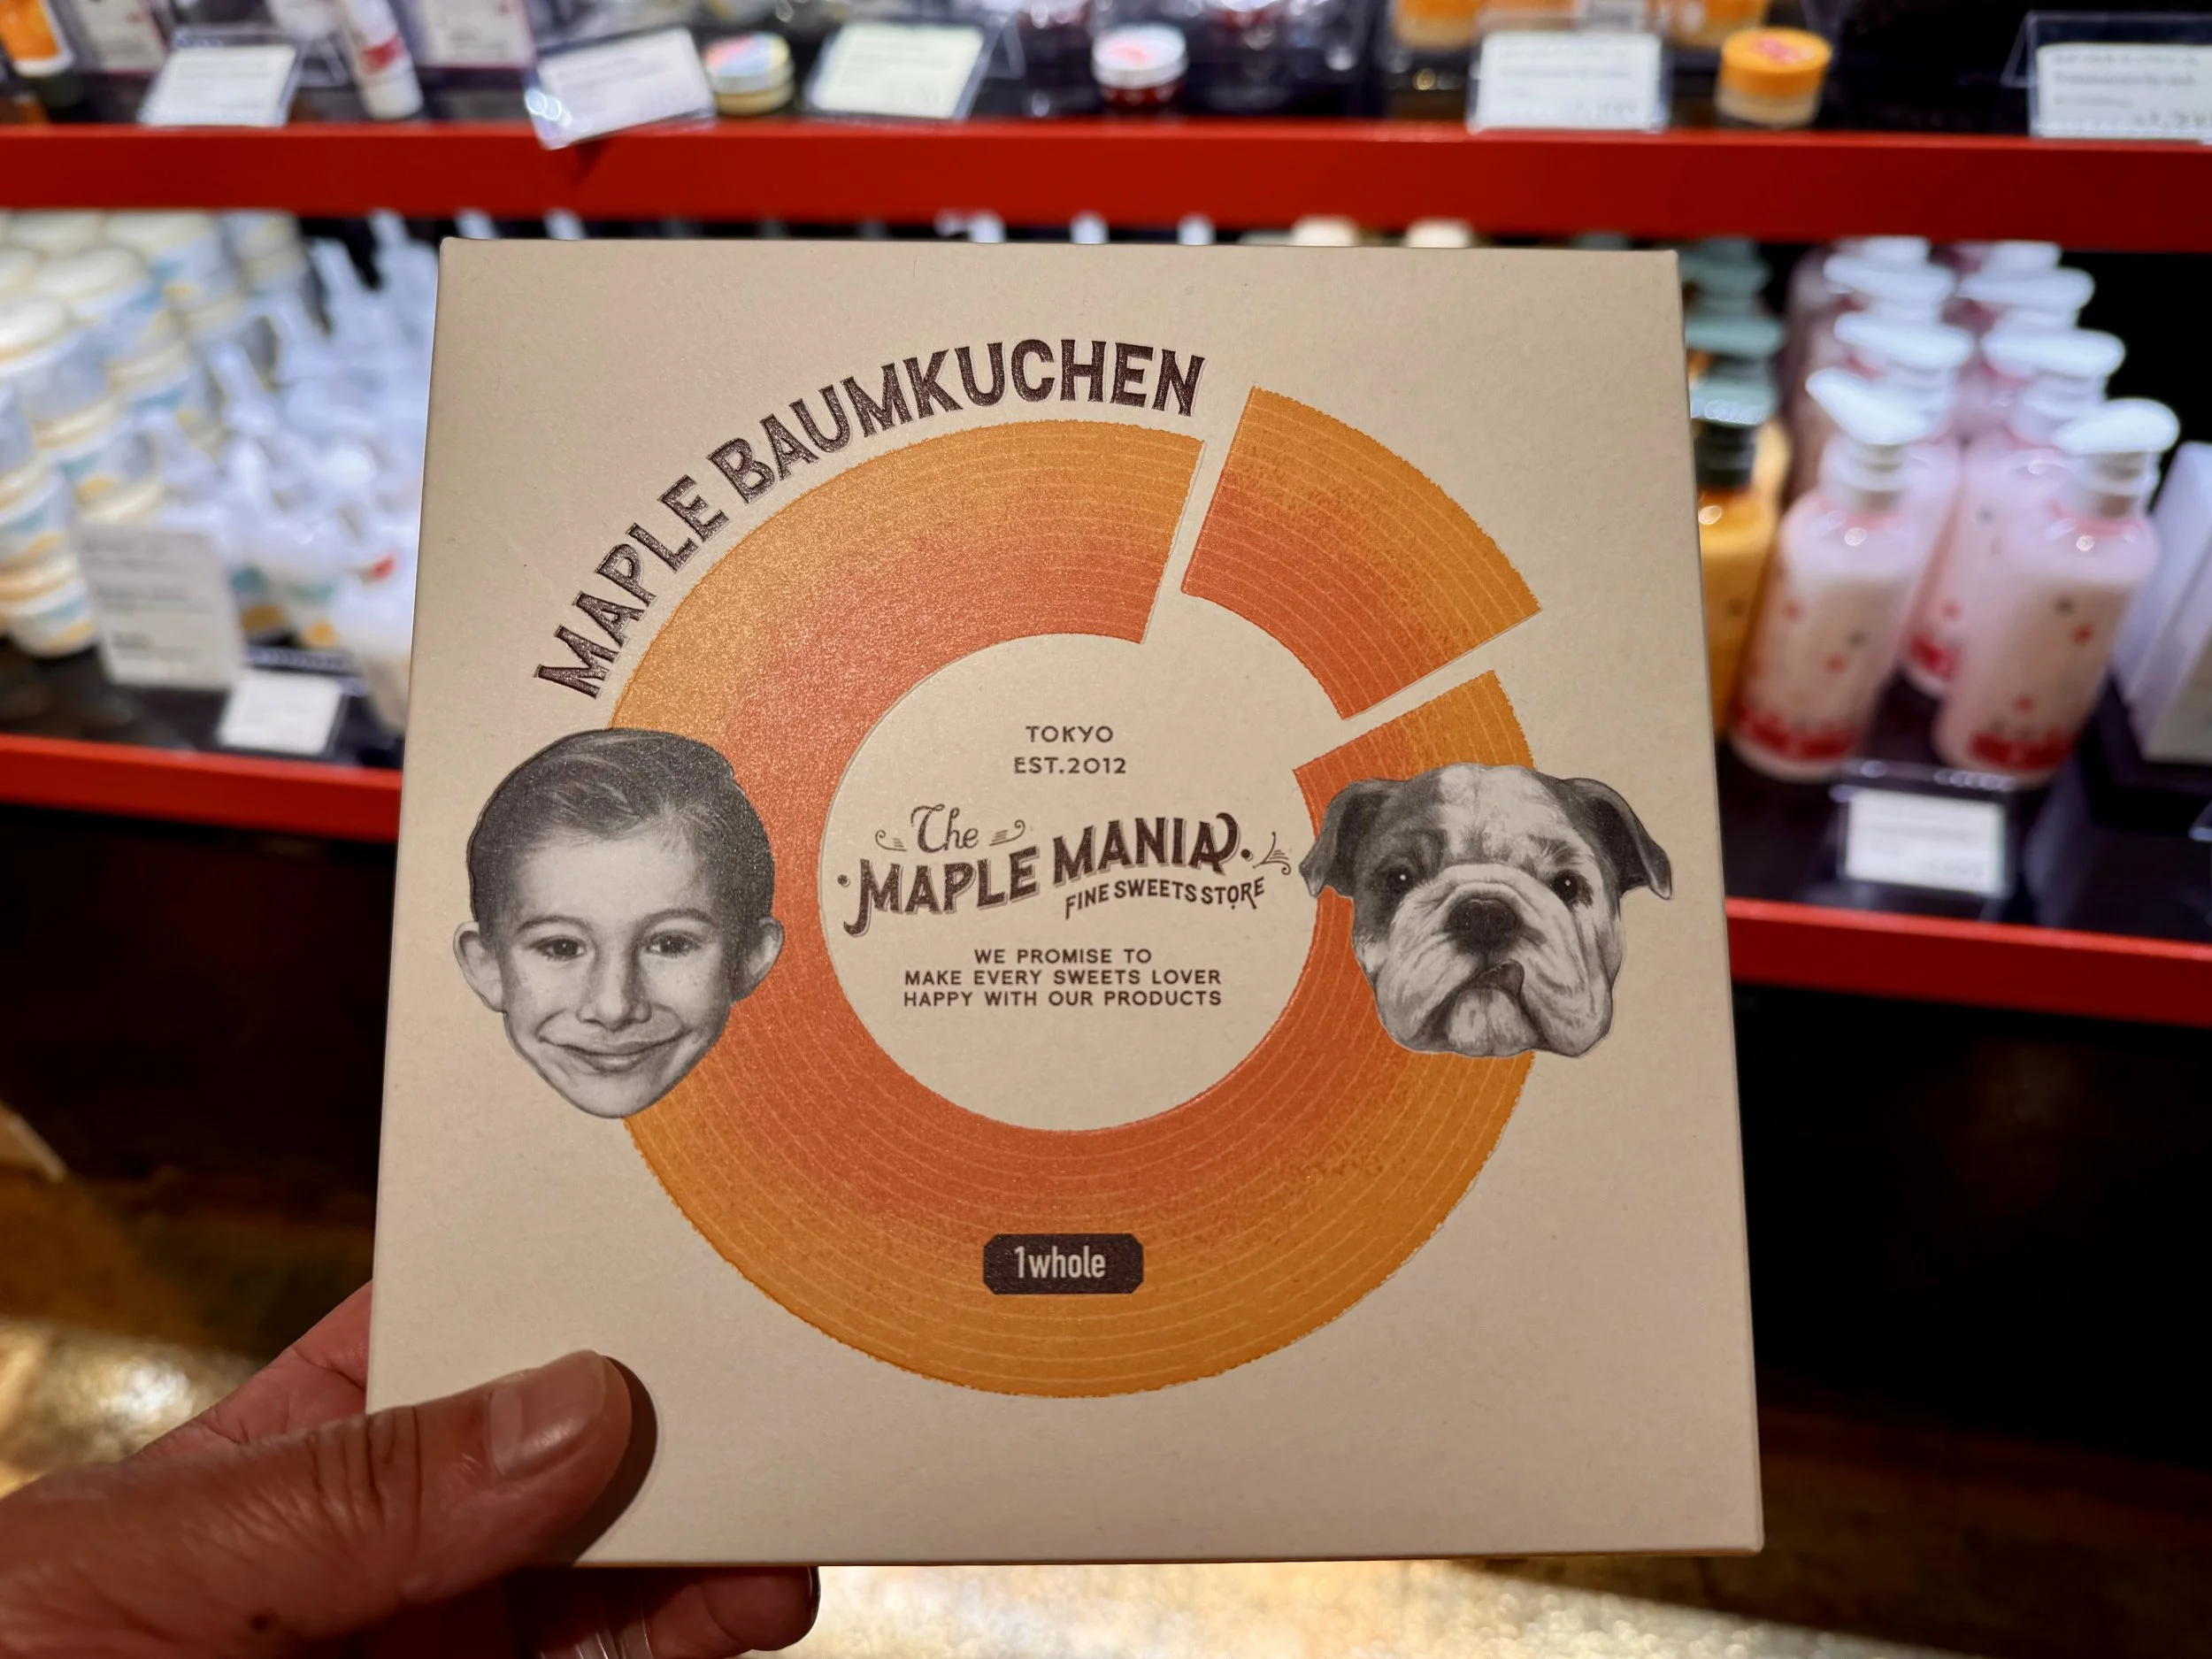 MAPLE BAUMKUCHEN
TOKYO
EST.2012
The
MAPLE MANIA
FINE SWEETS STORE
WE PROMISE TO
MAKE EVERY SWEETS LOVER
HAPPY WITH OUR PRODUCTS
1whole